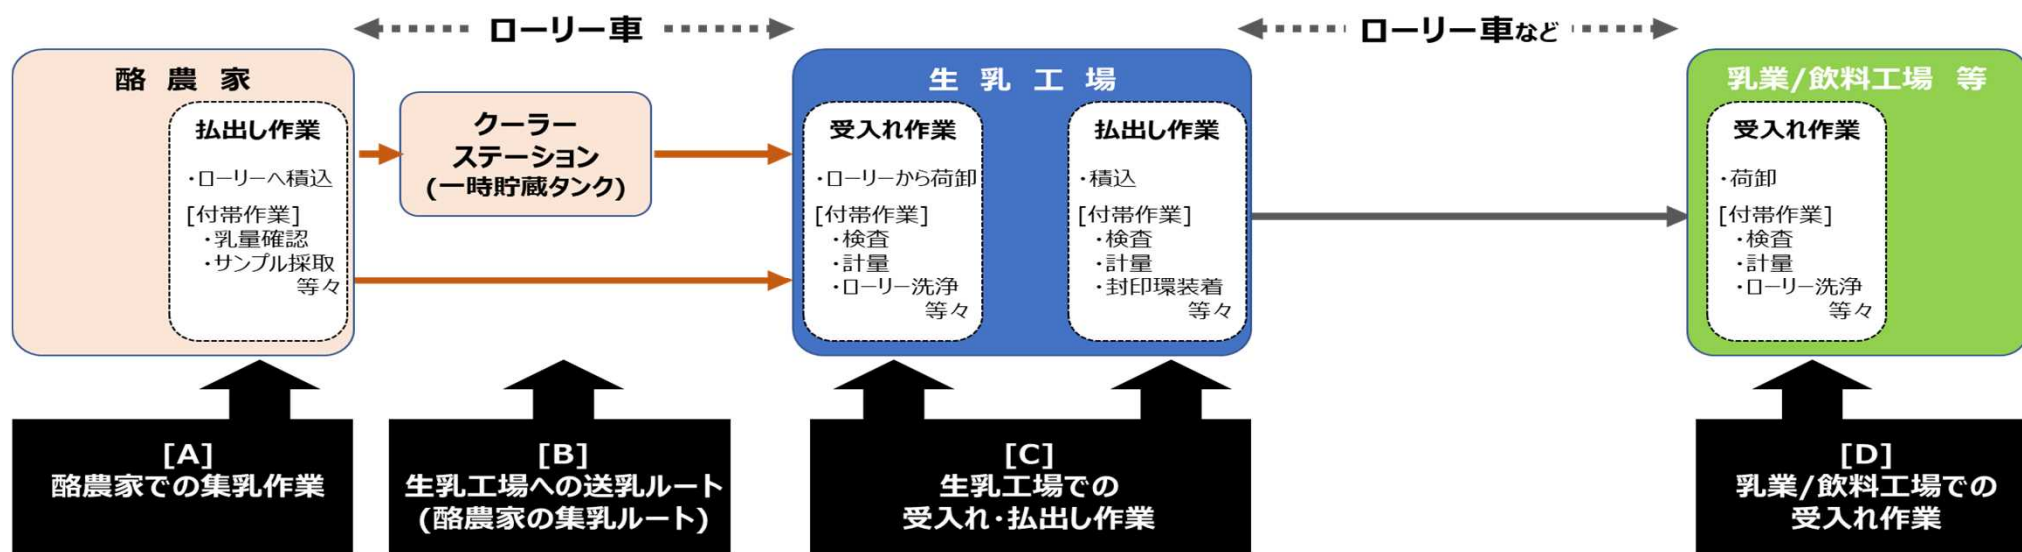 ローリー車
ローリー車など
酪 農 家
払出し作業
・ローリーへ積込
[付帯作業]
・乳量確認
・サンプル採取
等々
クーラー
ステーション
(一時貯蔵タンク)
生 乳 工 場
受入れ作業
・ローリーから荷卸
[付帯作業]
・検査
・計量
・ローリー洗浄
等々
払出し作業
・積込
[付帯作業]
・検査
・計量
・封印環装着
等々
乳業/飲料工場 等
受入れ作業
・荷卸
[付帯作業]
・検査
・計量
・ローリー洗浄
等々
[A]
酪農家での集乳作業
[B]
生乳工場への送乳ルート
(酪農家の集乳ルート)
[C]
生乳工場での
受入れ・払出し作業
[D]
乳業/飲料工場での
受入れ作業